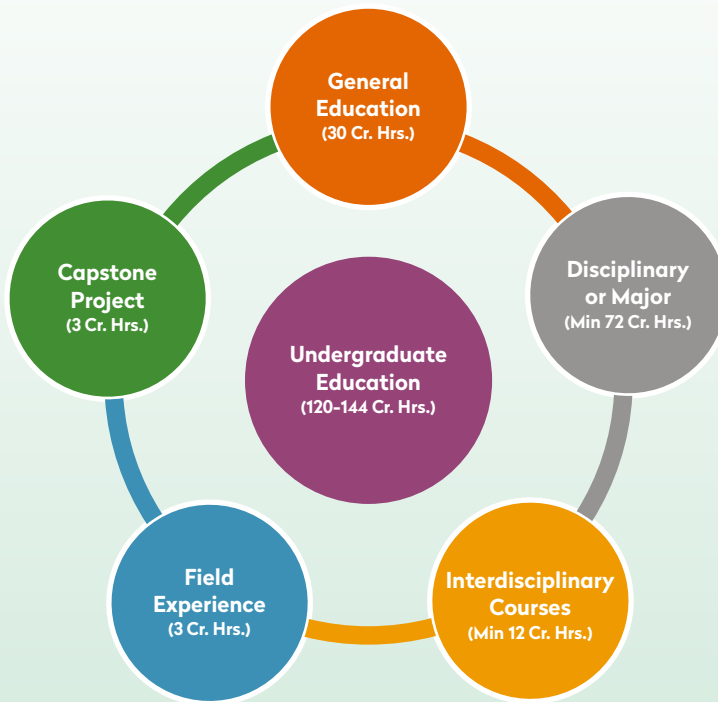 General
Education
(30 Cr. Hrs.)
Disciplinary
or Major
(Min 72 Cr. Hrs.)
Interdisciplinary
Courses
(Min 12 Cr. Hrs.)
Field
Experience
(3 Cr. Hrs.)
Capstone
Project
(3 Cr. Hrs.)
Undergraduate
Education
(120-144 Cr. Hrs.)